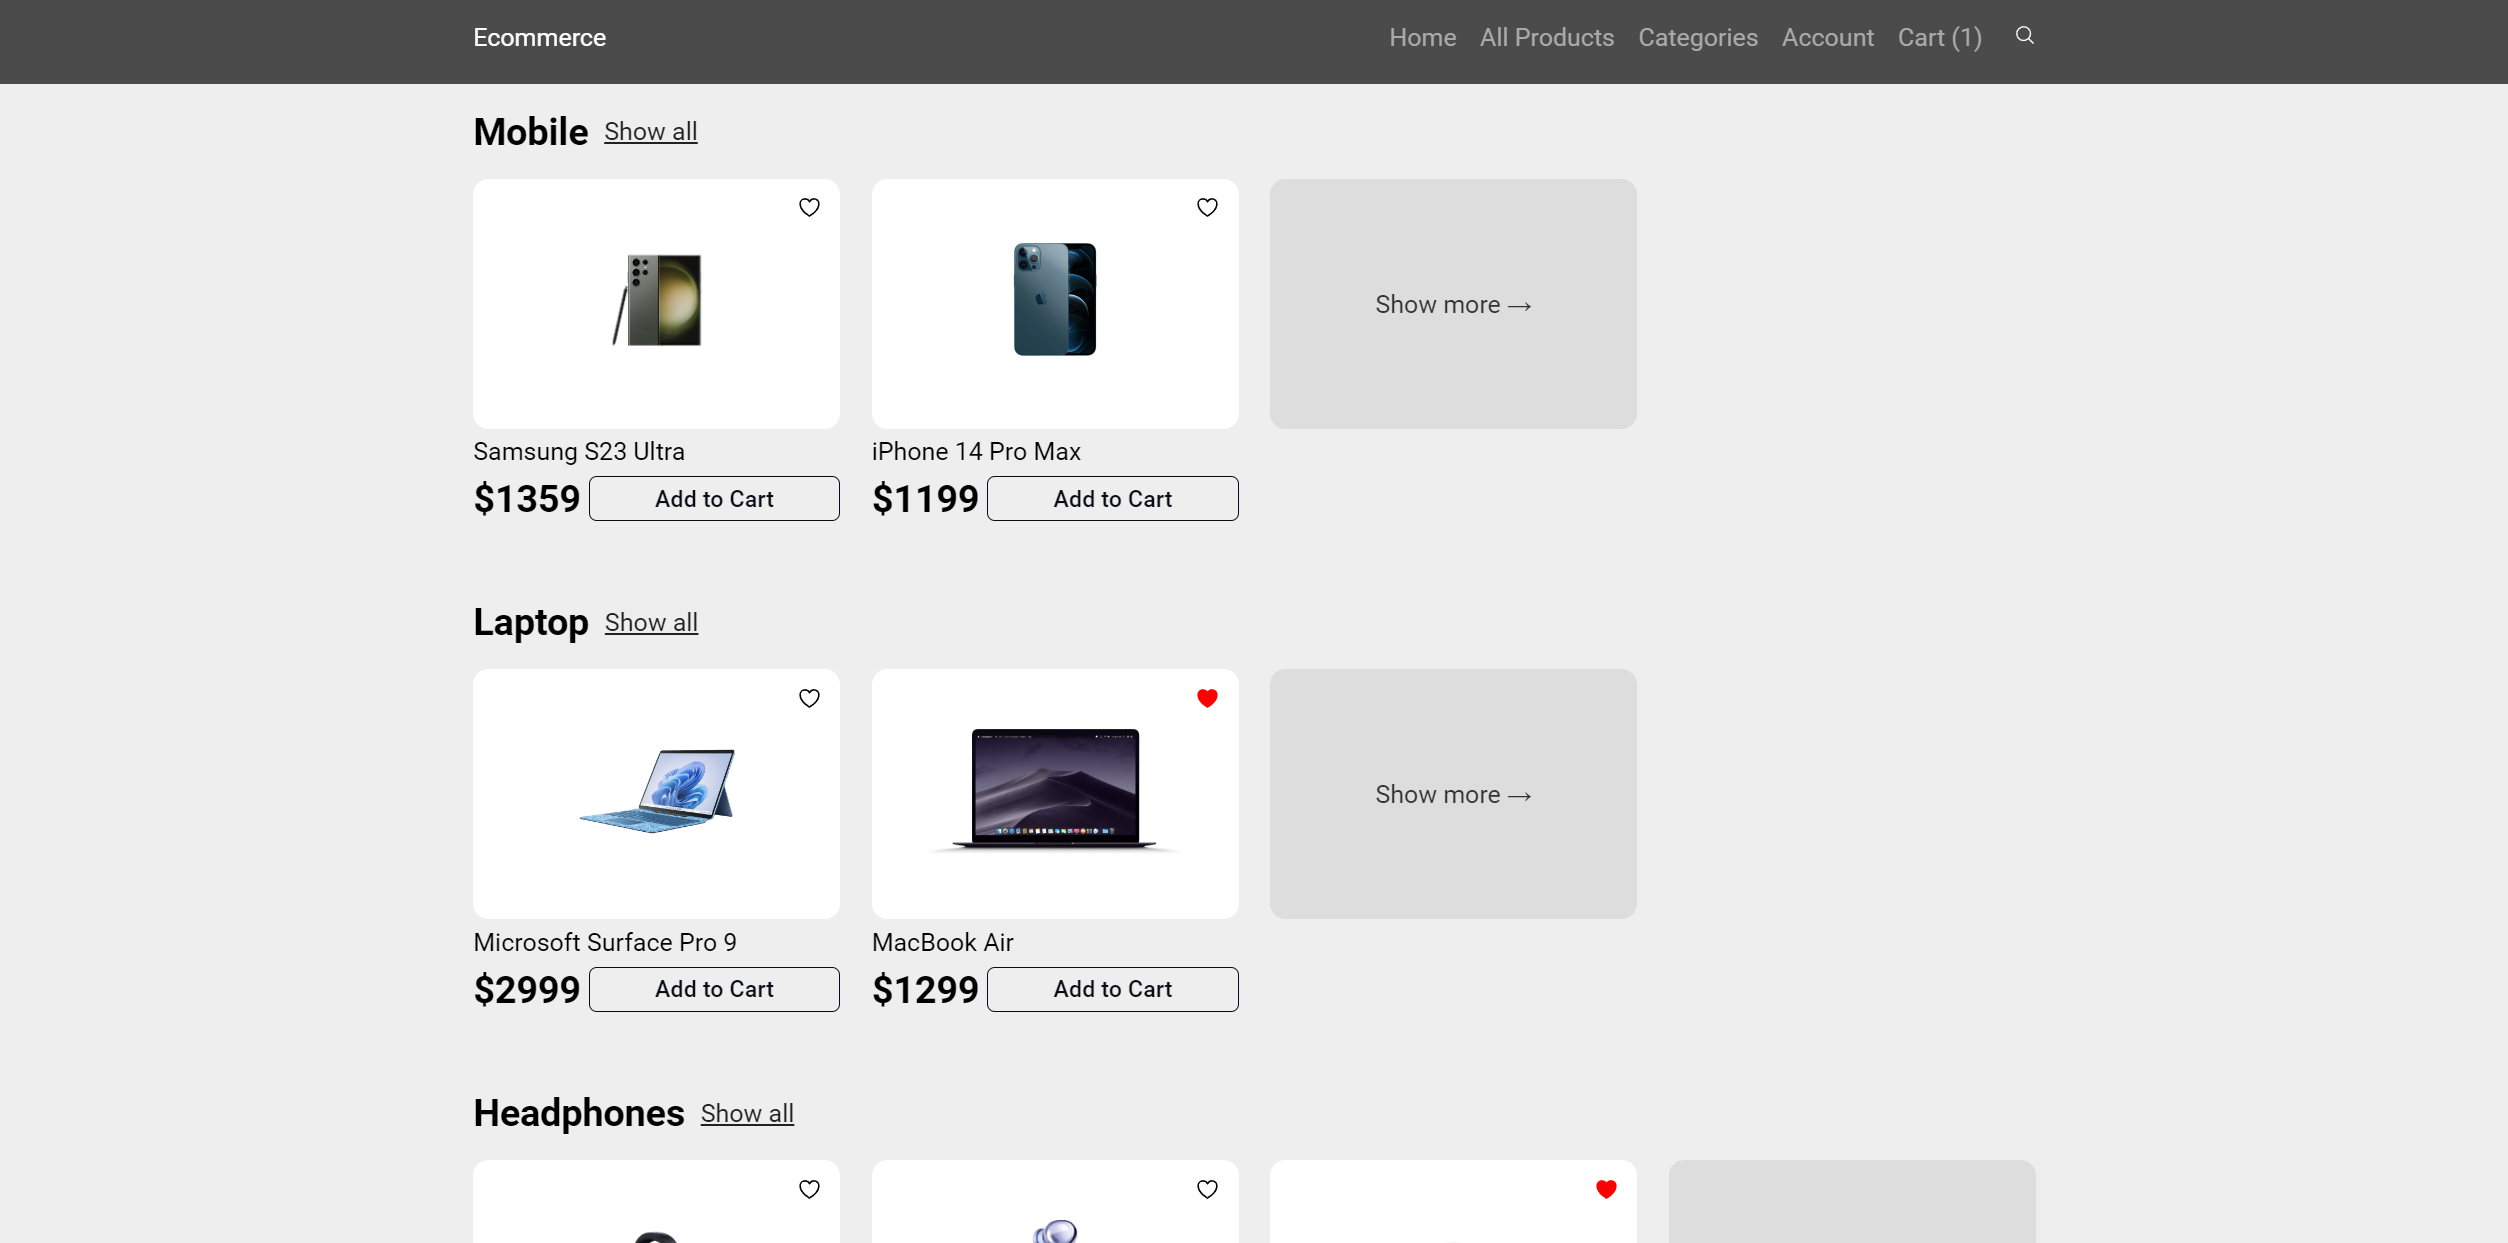 Ecommerce Home All Products Categories Account Cart (1)
Mobile Show all
Show more →
Samsung S23 Ultra iPhone 14 Pro Max
$1359 Add to Cart $1199 Add to Cart
Laptop Show all
Show more →
Microsoft Surface Pro 9 MacBook Air
$2999 Add to Cart $1299 Add to Cart
Headphones Show all